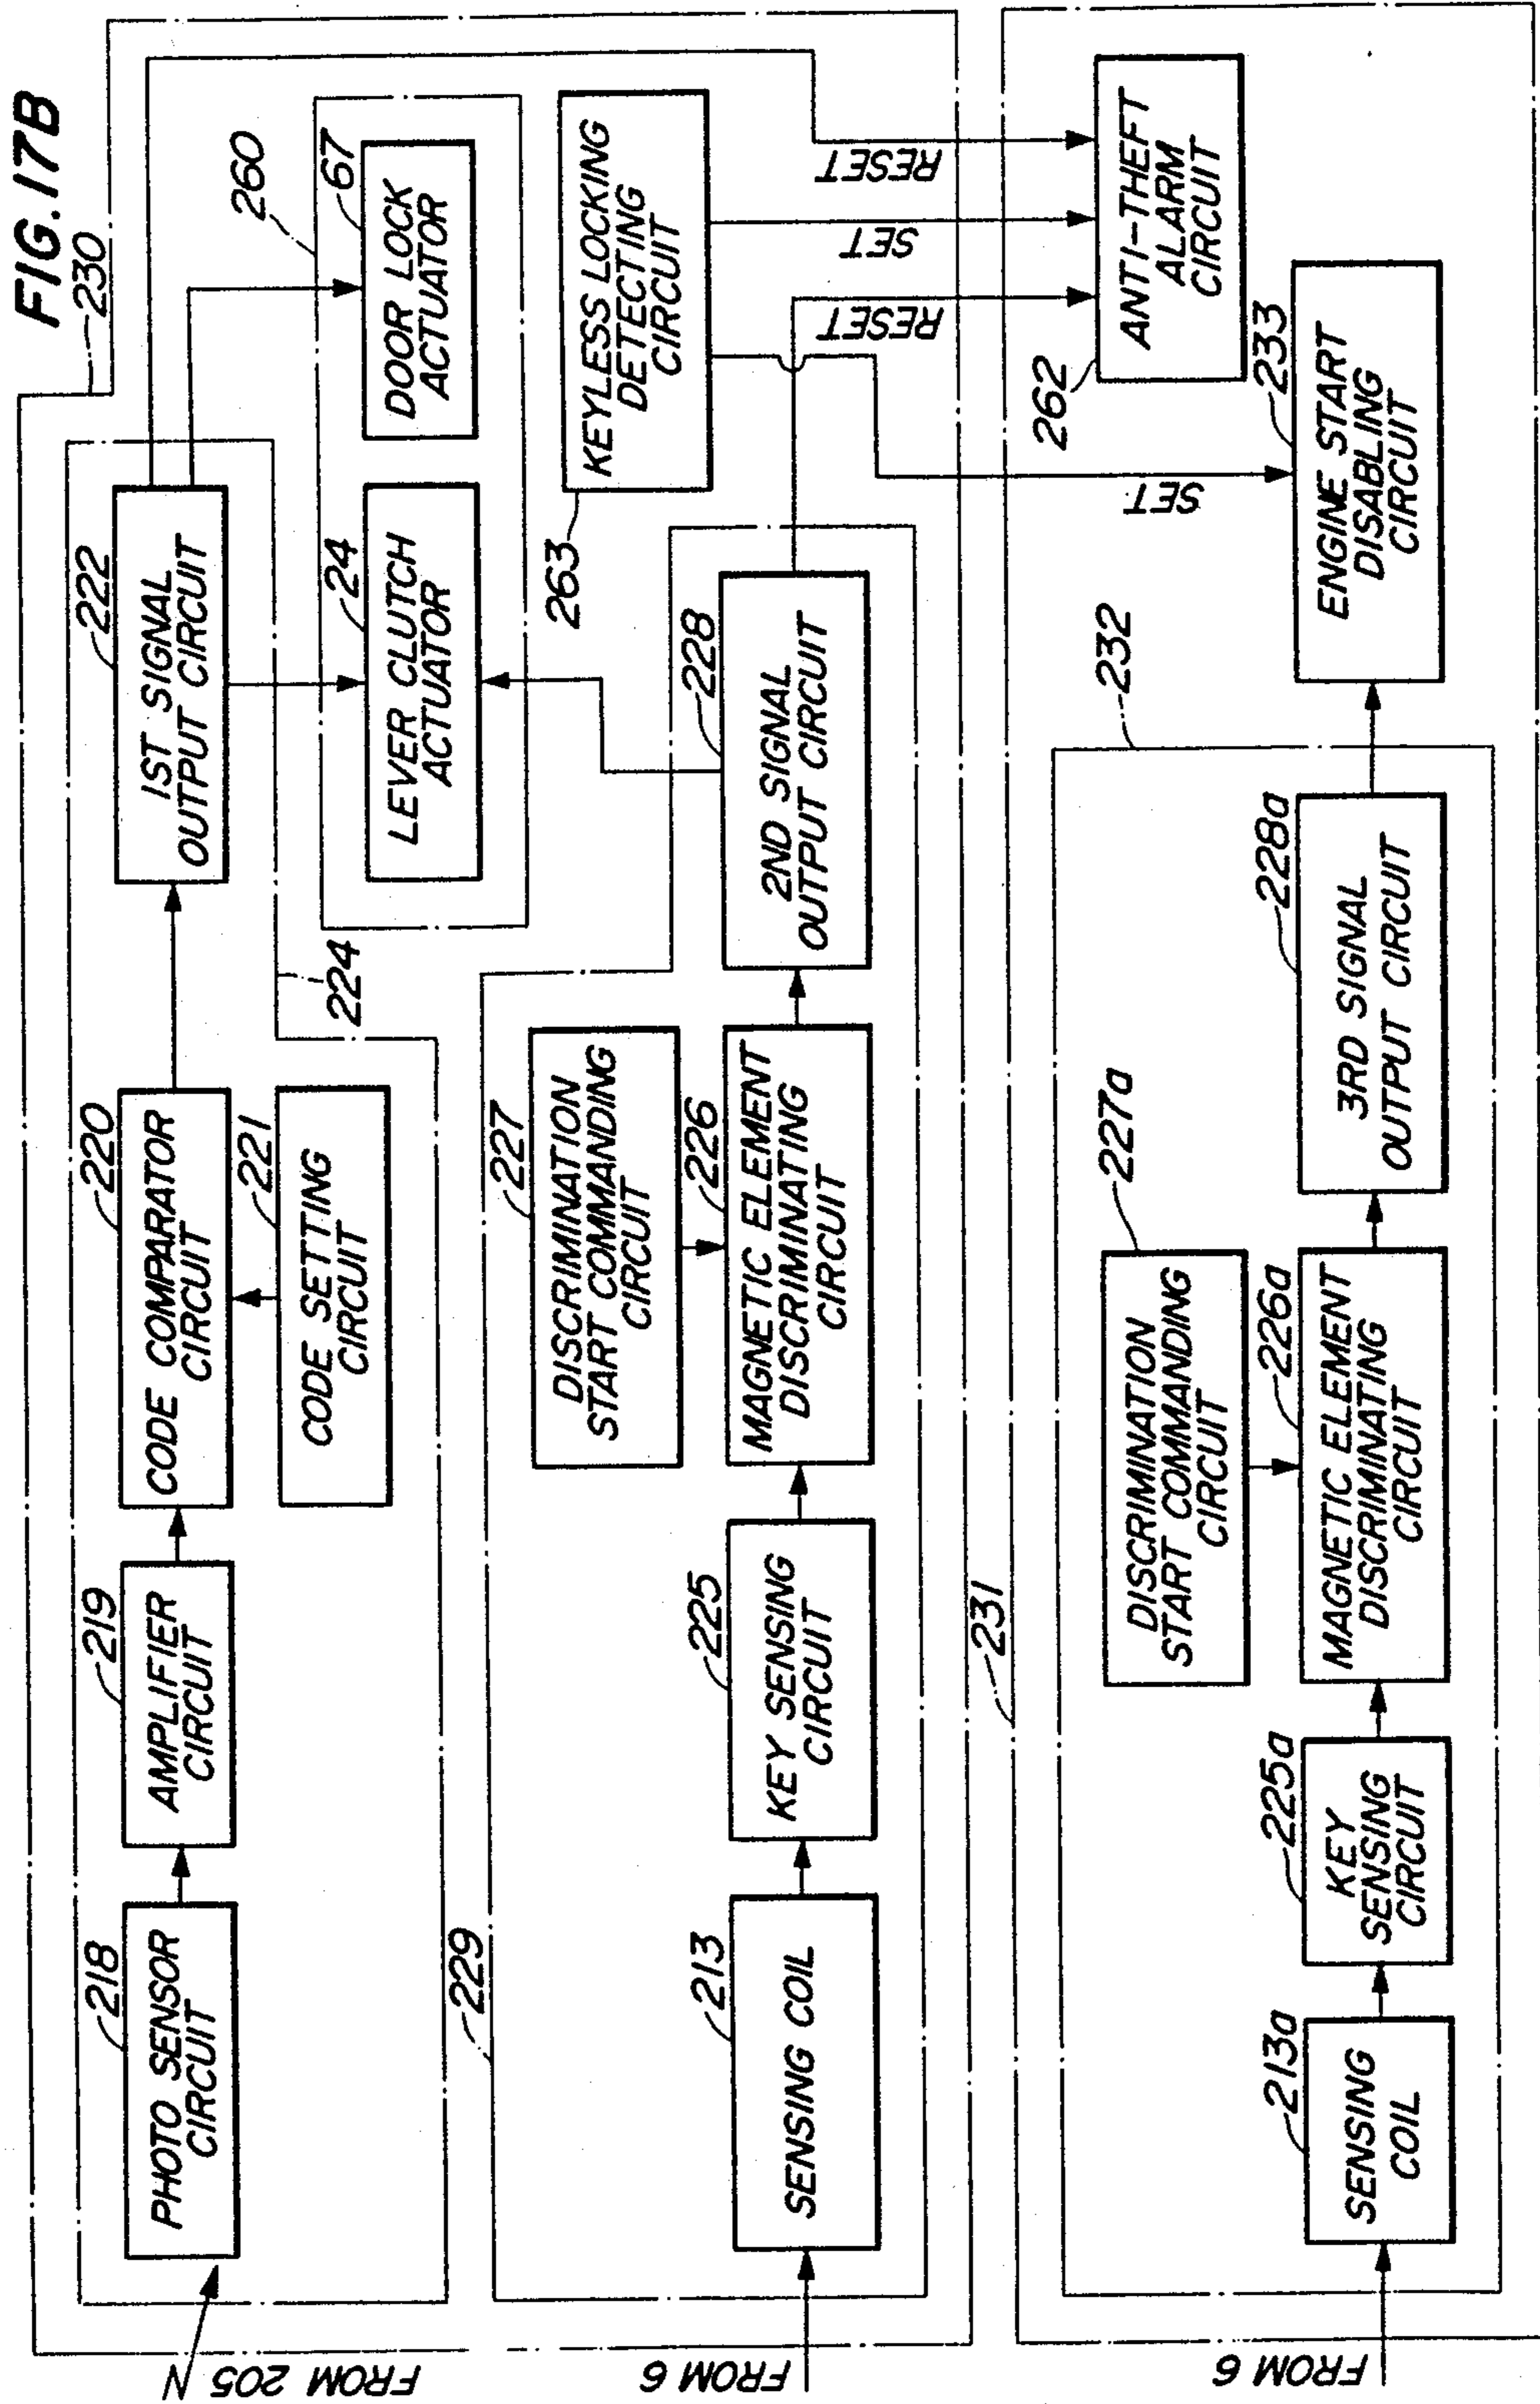 FIG.17B
230
218
PHOTO SENSOR
CIRCUIT
219
AMPLIFIER
CIRCUIT
220
CODE COMPARATOR
CIRCUIT
221
CODE SETTING
CIRCUIT
222
1ST SIGNAL
OUTPUT CIRCUIT
224
260
24
LEVER CLUTCH
ACTUATOR
67
DOOR LOCK
ACTUATOR
FROM 205
N
229
213
SENSING COIL
225
KEY SENSING
CIRCUIT
227
DISCRIMINATION
START COMMANDING
CIRCUIT
226
MAGNETIC ELEMENT
DISCRIMINATING
CIRCUIT
228
2ND SIGNAL
OUTPUT CIRCUIT
263
KEYLESS LOCKING
DETECTING
CIRCUIT
FROM 6
RESET
SET
RESET
SET
231
262
ANTI-THEFT
ALARM
CIRCUIT
232
213a
SENSING
COIL
225a
KEY
SENSING
CIRCUIT
227a
DISCRIMINATION
START COMMANDING
CIRCUIT
226a
MAGNETIC ELEMENT
DISCRIMINATING
CIRCUIT
228a
3RD SIGNAL
OUTPUT CIRCUIT
233
ENGINE START
DISABLING
CIRCUIT
FROM 6